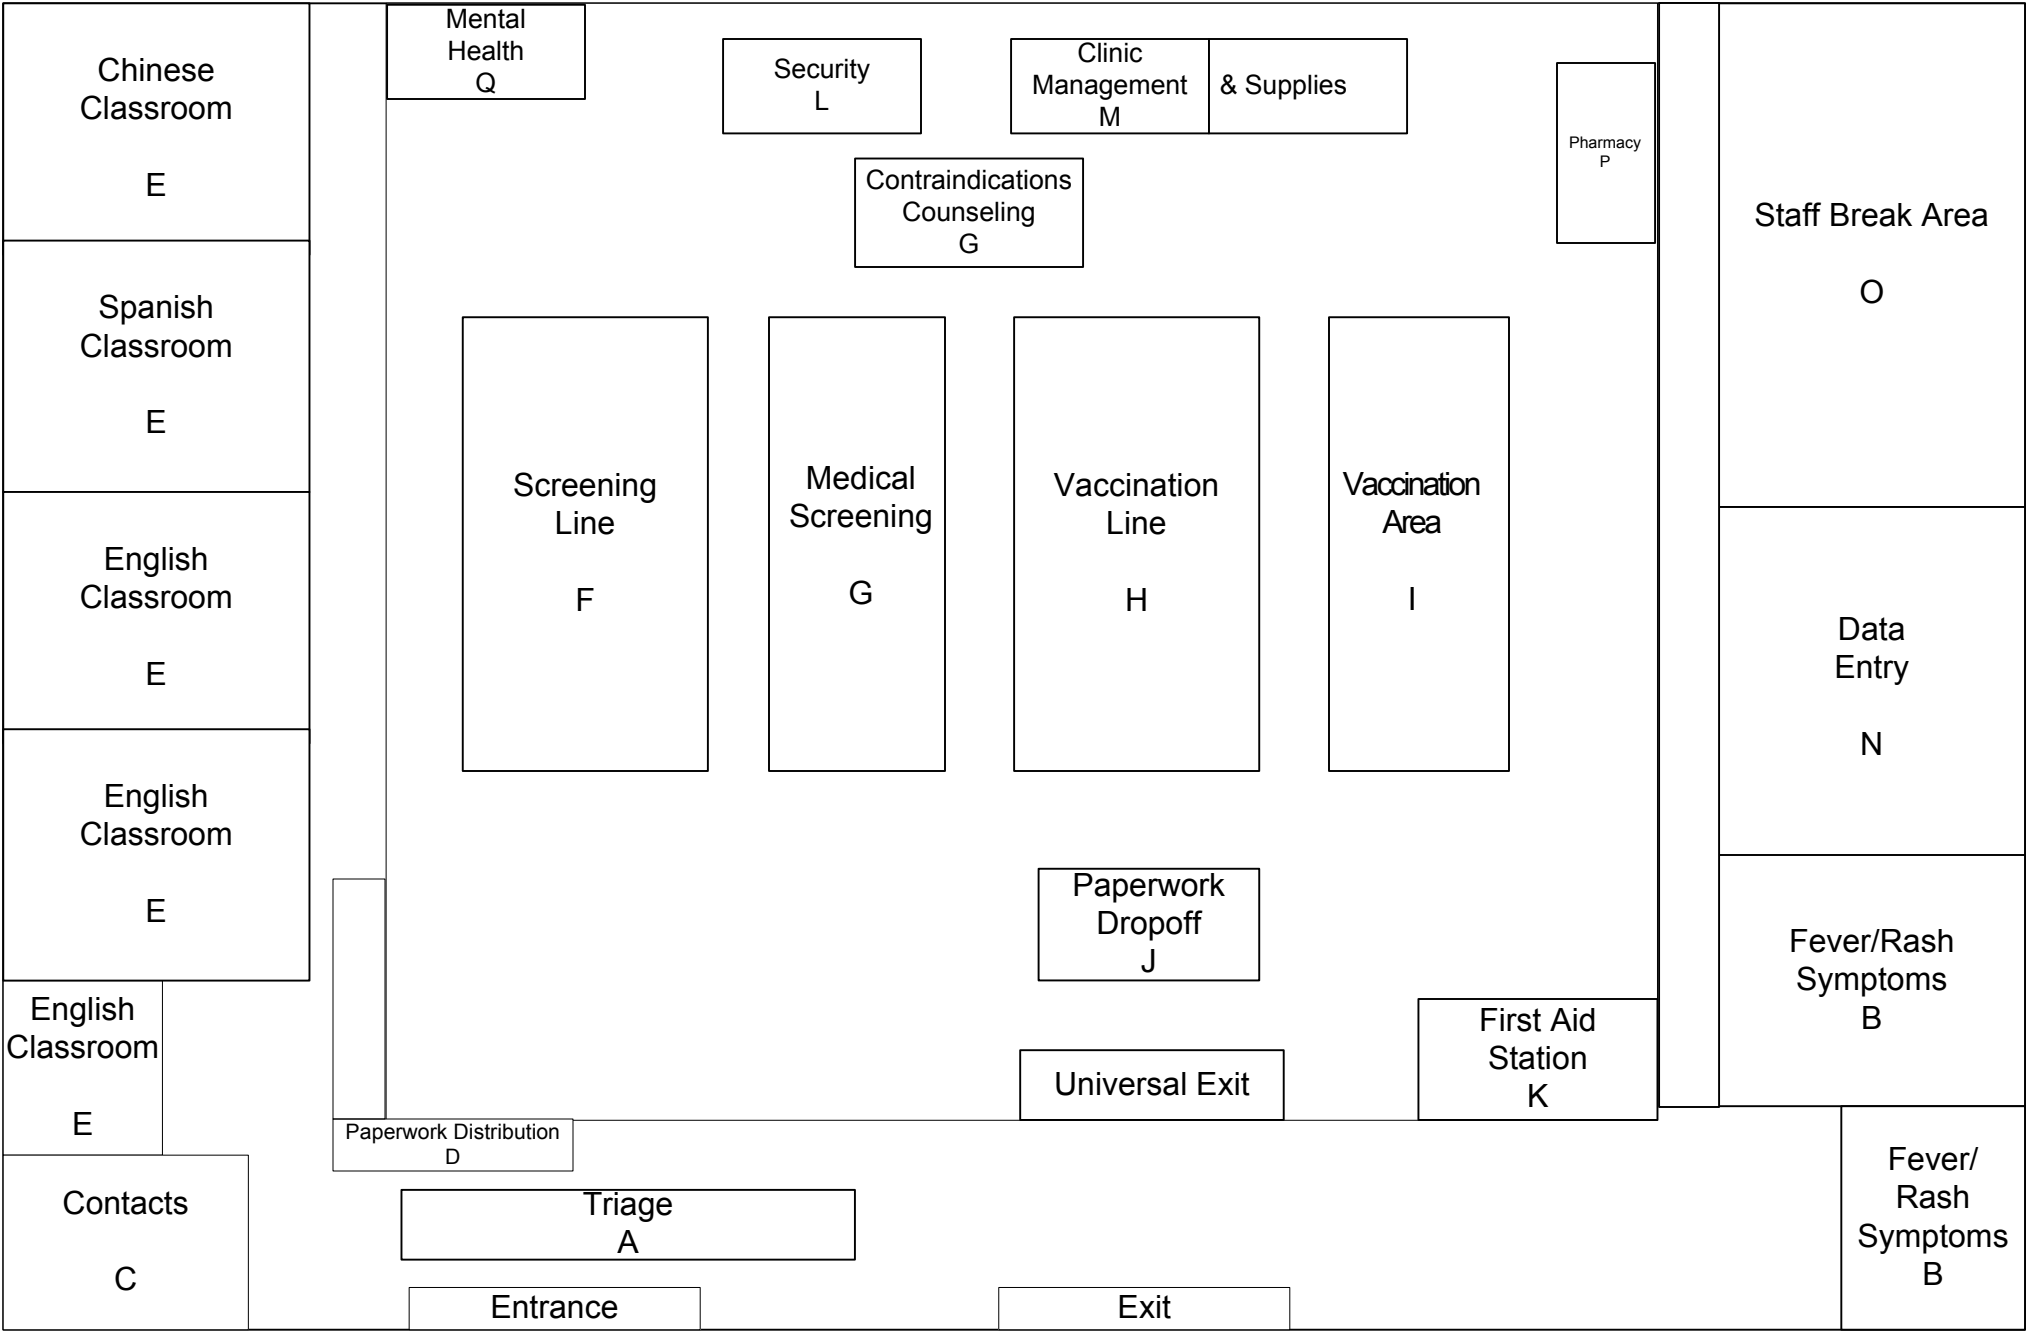 Chinese
Classroom
E
Spanish
Classroom
E
English
Classroom
E
English
Classroom
E
English
Classroom
E
Contacts
C
Mental
Health
Q
Security
L
Clinic
Management
M
& Supplies
Contraindications
Counseling
G
Pharmacy
P
Screening
Line
F
Medical
Screening
G
Vaccination
Line
H
Vaccination
Area
I
Paperwork
Dropoff
J
Universal Exit
First Aid
Station
K
Paperwork Distribution
D
Triage
A
Entrance
Exit
Staff Break Area
O
Data
Entry
N
Fever/Rash
Symptoms
B
Fever/
Rash
Symptoms
B